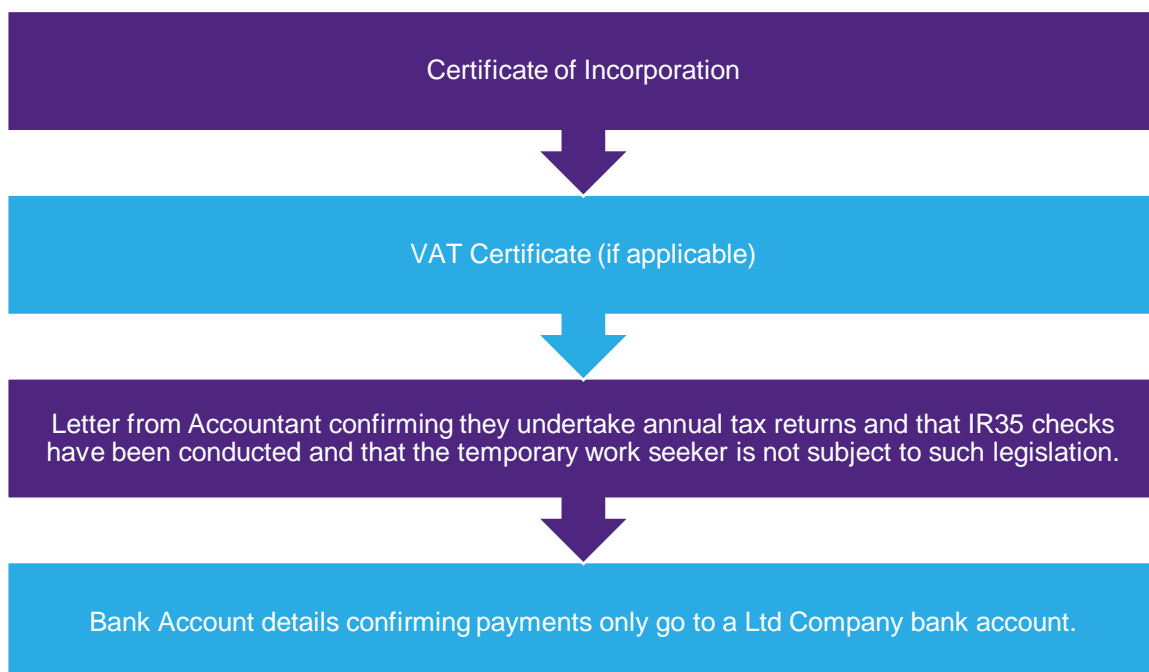 Certificate of Incorporation
VAT Certificate (if applicable)
Letter from Accountant confirming they undertake annual tax returns and that IR35 checks
have been conducted and that the temporary work seeker is not subject to such legislation.
Bank Account details confirming payments only go to a Ltd Company bank account.